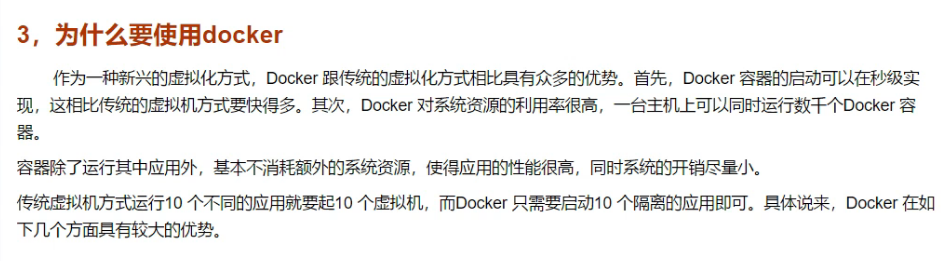 3，为什么要使用docker
作为一种新兴的虚拟化方式，Docker 跟传统的虚拟化方式相比具有众多的优势。首先，Docker 容器的启动可以在秒级实
现，这相比传统的虚拟机方式要快得多。其次，Docker 对系统资源的利用率很高，一台主机上可以同时运行数千个Docker 容
器。
容器除了运行其中应用外，基本不消耗额外的系统资源，使得应用的性能很高，同时系统的开销尽量小。
传统虚拟机方式运行10 个不同的应用就要起10 个虚拟机，而Docker 只需要启动10 个隔离的应用即可。具体说来，Docker 在如
下几个方面具有较大的优势。